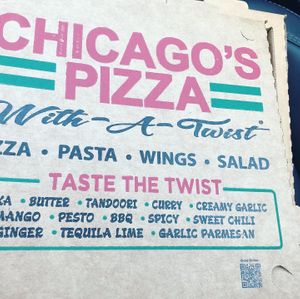 CHICAGO'S
PIZZA
With-A-Twist
ZZA • PASTA • WINGS • SALAD
TASTE THE TWIST
KA • BUTTER • TANDOORI • CURRY • CREAMY GARLIC
MANGO • PESTO • BBQ • SPICY • SWEET CHILI
GINGER • TEQUILA LIME • GARLIC PARMESAN